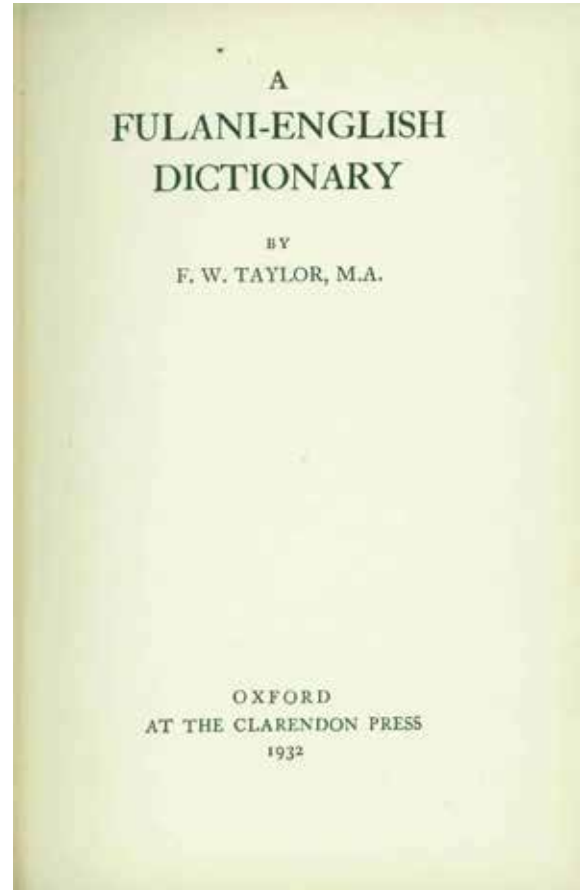 A
FULANI-ENGLISH
DICTIONARY
BY
F. W. TAYLOR, M.A.
OXFORD
AT THE CLARENDON PRESS
1932